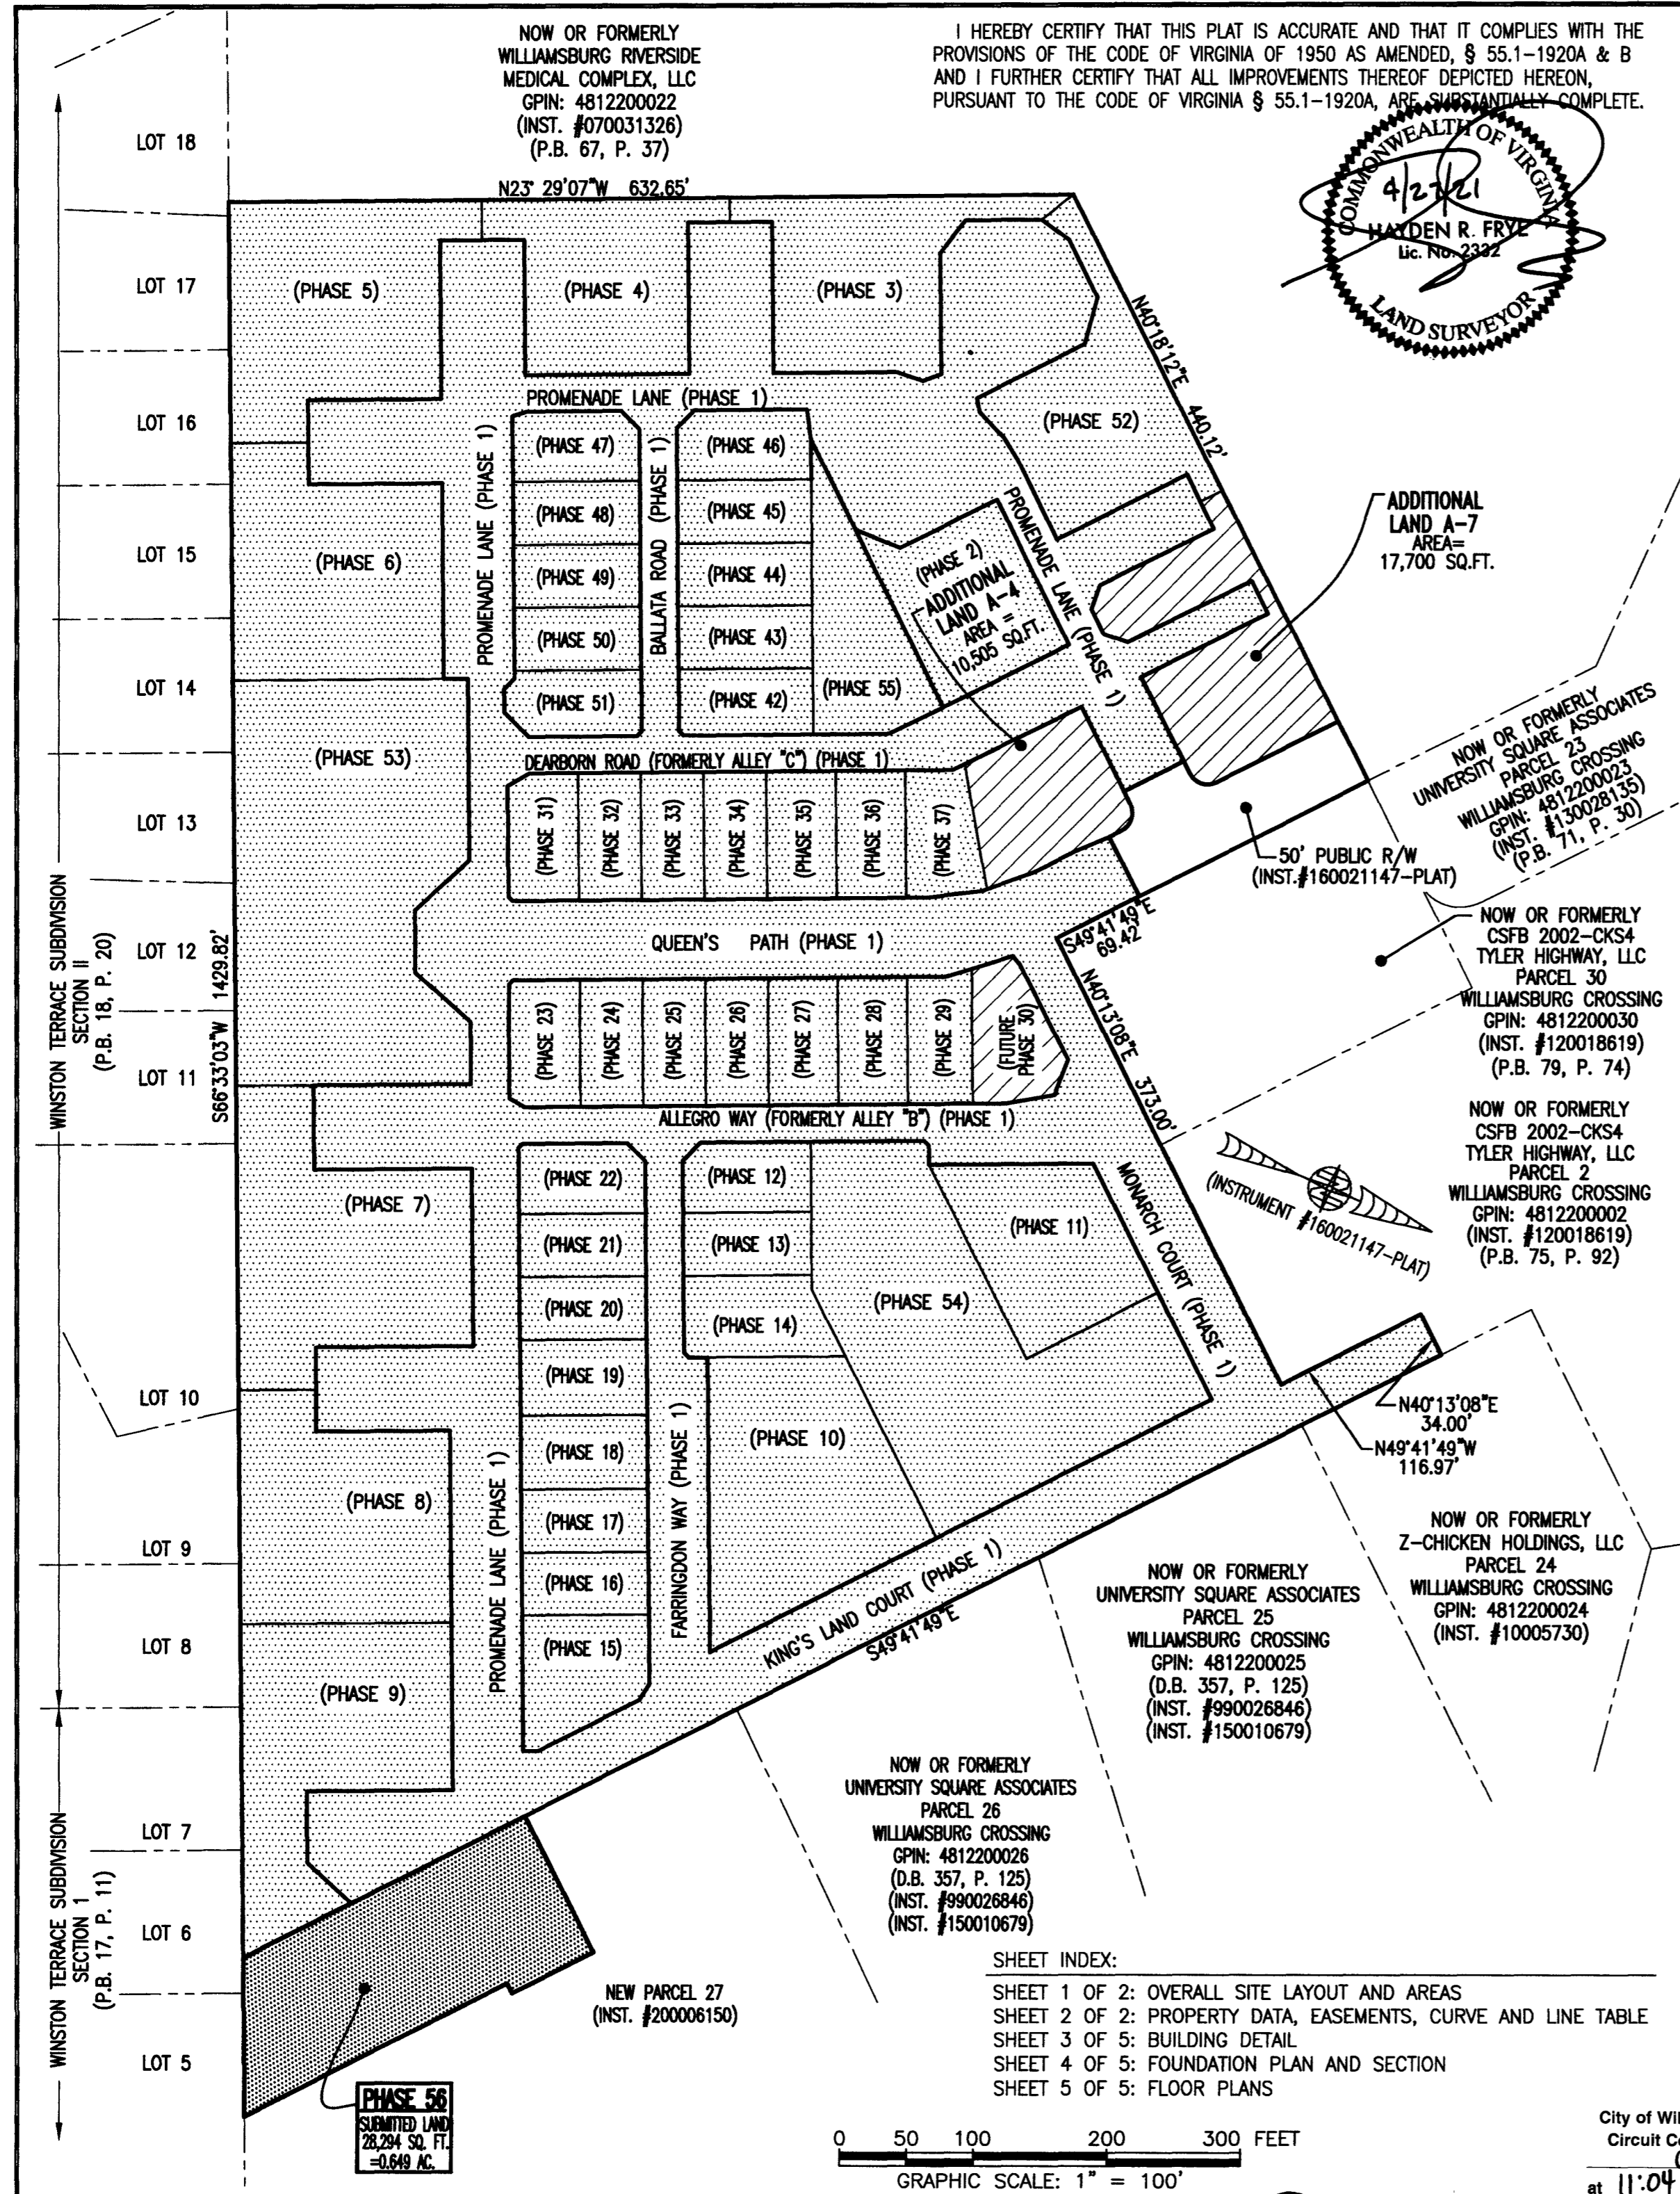 NOW OR FORMERLY
WILLIAMSBURG RIVERSIDE
MEDICAL COMPLEX, LLC
GPIN: 4812200022
(INST. #070031326)
(P.B. 67, P. 37)
N23° 29'07"W 632.65'
I HEREBY CERTIFY THAT THIS PLAT IS ACCURATE AND THAT IT COMPLIES WITH THE
PROVISIONS OF THE CODE OF VIRGINIA OF 1950 AS AMENDED, § 55.1-1920A & B
AND I FURTHER CERTIFY THAT ALL IMPROVEMENTS THEREOF DEPICTED HEREON,
PURSUANT TO THE CODE OF VIRGINIA § 55.1-1920A, ARE SUBSTANTIALLY COMPLETE.
COMMONWEALTH OF VIRGINIA
4/27/21
HAYDEN R. FRYE
Lic. No. 2332
LAND SURVEYOR
LOT 18
LOT 17
LOT 16
LOT 15
LOT 14
LOT 13
LOT 12
LOT 11
LOT 10
LOT 9
LOT 8
LOT 7
LOT 6
LOT 5
WINSTON TERRACE SUBDIVISION
SECTION II
(P.B. 18, P. 20)
S66°33'03"W 1429.82'
WINSTON TERRACE SUBDIVISION
SECTION 1
(P.B. 17, P. 11)
(PHASE 5)
(PHASE 4)
(PHASE 3)
N40°18'12"E 440.12'
PROMENADE LANE (PHASE 1)
(PHASE 52)
PROMENADE LANE (PHASE 1)
(PHASE 47)
(PHASE 48)
(PHASE 49)
(PHASE 50)
(PHASE 51)
BALLATA ROAD (PHASE 1)
(PHASE 46)
(PHASE 45)
(PHASE 44)
(PHASE 43)
(PHASE 42)
(PHASE 55)
(PHASE 6)
(PHASE 53)
(PHASE 2)
ADDITIONAL
LAND A-4
AREA =
10,505 SQ.FT.
PROMENADE LANE (PHASE 1)
ADDITIONAL
LAND A-7
AREA=
17,700 SQ.FT.
DEARBORN ROAD (FORMERLY ALLEY "C") (PHASE 1)
(PHASE 31)
(PHASE 32)
(PHASE 33)
(PHASE 34)
(PHASE 35)
(PHASE 36)
(PHASE 37)
NOW OR FORMERLY
UNIVERSITY SQUARE ASSOCIATES
PARCEL 23
WILLIAMSBURG CROSSING
GPIN: 4812200023
(INST. #130028135)
(P.B. 71, P. 30)
50' PUBLIC R/W
(INST.#160021147-PLAT)
S49°41'49"E
69.42'
QUEEN'S PATH (PHASE 1)
(PHASE 23)
(PHASE 24)
(PHASE 25)
(PHASE 26)
(PHASE 27)
(PHASE 28)
(PHASE 29)
(FUTURE
PHASE 30)
N40°13'08"E 373.00'
NOW OR FORMERLY
CSFB 2002-CKS4
TYLER HIGHWAY, LLC
PARCEL 30
WILLIAMSBURG CROSSING
GPIN: 4812200030
(INST. #120018619)
(P.B. 79, P. 74)
NOW OR FORMERLY
CSFB 2002-CKS4
TYLER HIGHWAY, LLC
PARCEL 2
WILLIAMSBURG CROSSING
GPIN: 4812200002
(INST. #120018619)
(P.B. 75, P. 92)
ALLEGRO WAY (FORMERLY ALLEY "B") (PHASE 1)
(PHASE 7)
(PHASE 22)
(PHASE 21)
(PHASE 20)
(PHASE 19)
(PHASE 18)
(PHASE 17)
(PHASE 16)
(PHASE 15)
(PHASE 12)
(PHASE 13)
(PHASE 14)
(PHASE 11)
(PHASE 54)
(PHASE 10)
MONARCH COURT (PHASE 1)
(INSTRUMENT #160021147-PLAT)
(PHASE 8)
(PHASE 9)
PROMENADE LANE (PHASE 1)
FARRINGDON WAY (PHASE 1)
KING'S LAND COURT (PHASE 1)
S49°41'49"E
N40°13'08"E
34.00'
N49°41'49"W
116.97'
NOW OR FORMERLY
Z-CHICKEN HOLDINGS, LLC
PARCEL 24
WILLIAMSBURG CROSSING
GPIN: 4812200024
(INST. #10005730)
NOW OR FORMERLY
UNIVERSITY SQUARE ASSOCIATES
PARCEL 25
WILLIAMSBURG CROSSING
GPIN: 4812200025
(D.B. 357, P. 125)
(INST. #990026846)
(INST. #150010679)
NOW OR FORMERLY
UNIVERSITY SQUARE ASSOCIATES
PARCEL 26
WILLIAMSBURG CROSSING
GPIN: 4812200026
(D.B. 357, P. 125)
(INST. #990026846)
(INST. #150010679)
NEW PARCEL 27
(INST. #200006150)
PHASE 56
SUBMITTED LAND
28,294 SQ. FT.
=0.649 AC.
SHEET INDEX:
SHEET 1 OF 2: OVERALL SITE LAYOUT AND AREAS
SHEET 2 OF 2: PROPERTY DATA, EASEMENTS, CURVE AND LINE TABLE
SHEET 3 OF 5: BUILDING DETAIL
SHEET 4 OF 5: FOUNDATION PLAN AND SECTION
SHEET 5 OF 5: FLOOR PLANS
0 50 100 200 300 FEET
GRAPHIC SCALE: 1" = 100'
City of Wil
Circuit C
at 11:04